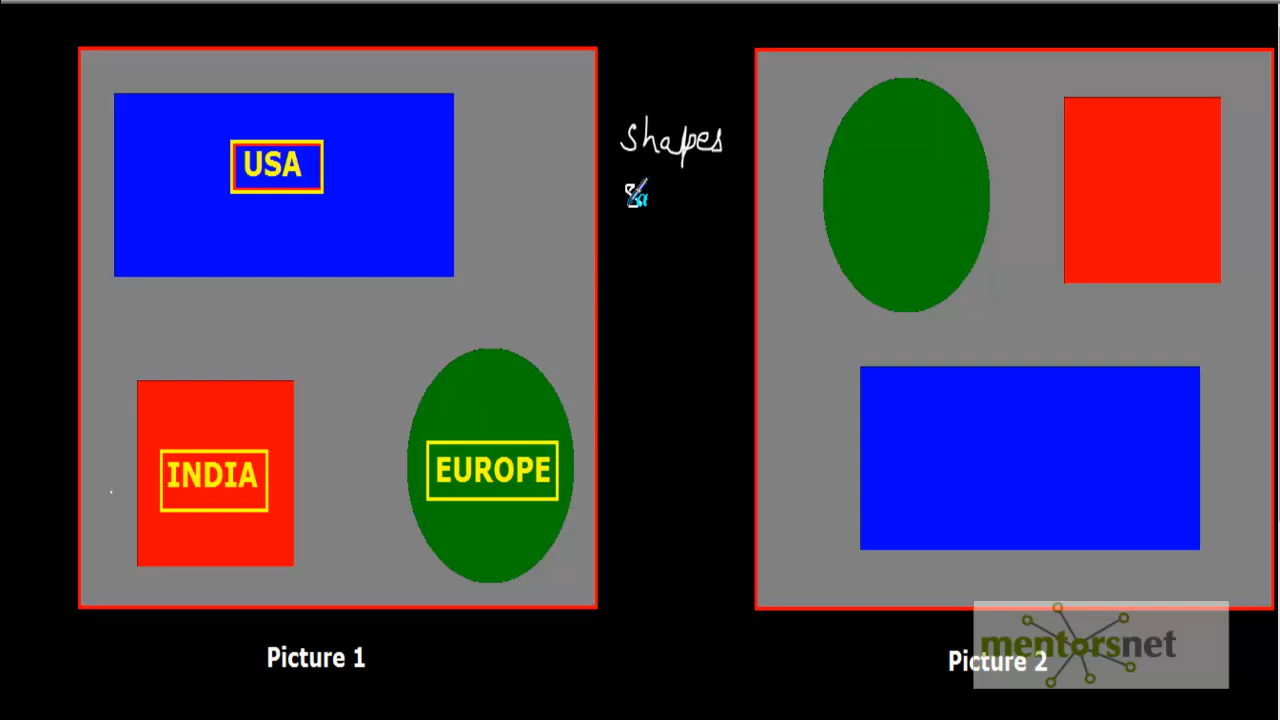 USA
INDIA
EUROPE
shapes
Picture 1
Picture 2
mentorsnet